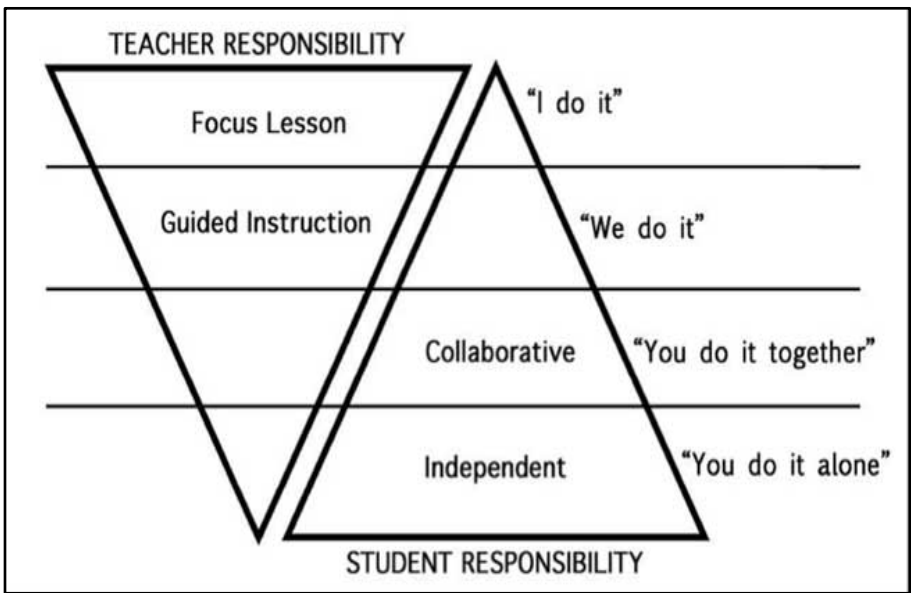 TEACHER RESPONSIBILITY
Focus Lesson
“I do it”
Guided Instruction
“We do it”
Collaborative
“You do it together”
Independent
“You do it alone”
STUDENT RESPONSIBILITY